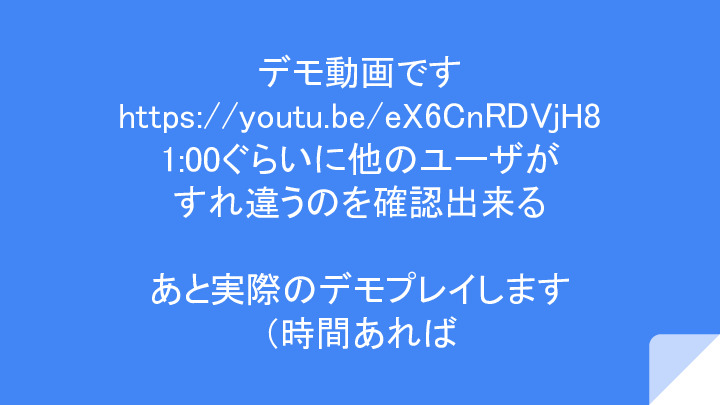 デモ動画です
https://youtu.be/eX6CnRDVjH8
1:00ぐらいに他のユーザが
すれ違うのを確認出来る
あと実際のデモプレイします
（時間あれば